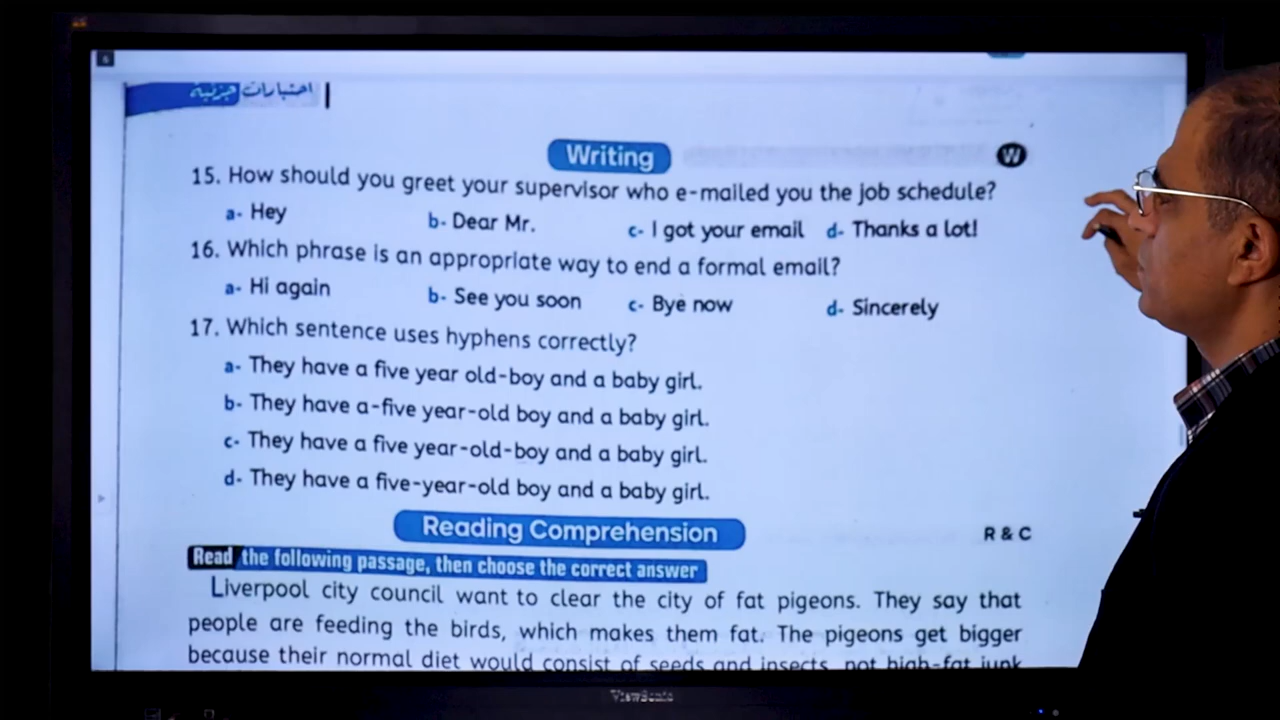 6
اختبارات جزئية
Writing
W
15. How should you greet your supervisor who e-mailed you the job schedule?
a- Hey b- Dear Mr. c- I got your email d- Thanks a lot!
16. Which phrase is an appropriate way to end a formal email?
a- Hi again b- See you soon c- Bye now d- Sincerely
17. Which sentence uses hyphens correctly?
a- They have a five year old-boy and a baby girl.
b- They have a-five year-old boy and a baby girl.
c- They have a five year-old-boy and a baby girl.
d- They have a five-year-old boy and a baby girl.
Reading Comprehension
R & C
Read the following passage, then choose the correct answer
Liverpool city council want to clear the city of fat pigeons. They say that
people are feeding the birds, which makes them fat. The pigeons get bigger
because their normal diet would consist of seeds and insects, not high-fat junk
ViewSonic